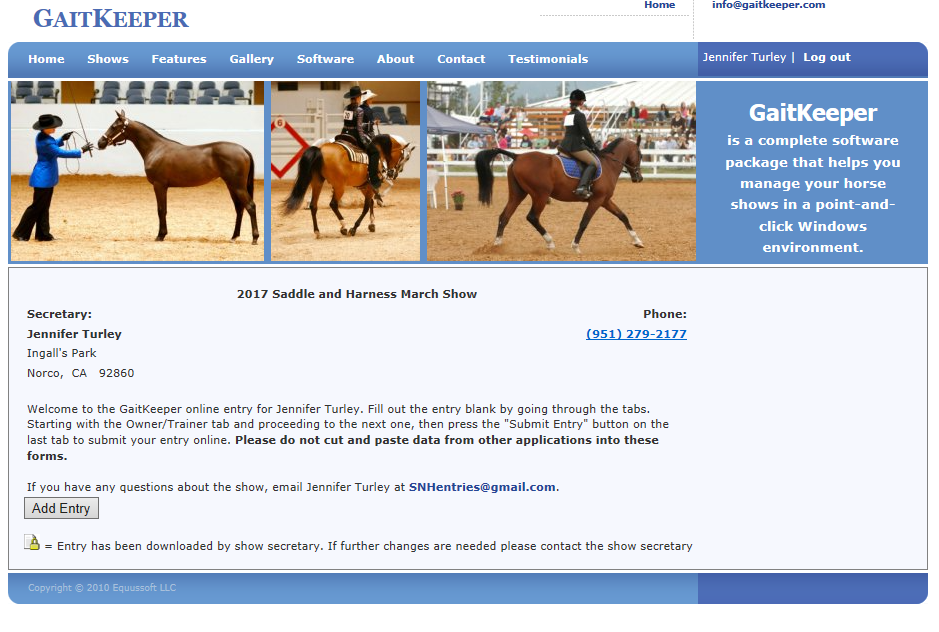 GAITKEEPER
Home info@gaitkeeper.com
Home Shows Features Gallery Software About Contact Testimonials
Jennifer Turley | Log out
6
GaitKeeper
is a complete software
package that helps you
manage your horse
shows in a point-and-
click Windows
environment.
2017 Saddle and Harness March Show
Secretary: Phone:
Jennifer Turley (951) 279-2177
Ingall's Park
Norco, CA 92860
Welcome to the GaitKeeper online entry for Jennifer Turley. Fill out the entry blank by going through the tabs.
Starting with the Owner/Trainer tab and proceeding to the next one, then press the "Submit Entry" button on the
last tab to submit your entry online. Please do not cut and paste data from other applications into these
forms.
If you have any questions about the show, email Jennifer Turley at SNHentries@gmail.com.
Add Entry
= Entry has been downloaded by show secretary. If further changes are needed please contact the show secretary
Copyright © 2010 Equussoft LLC